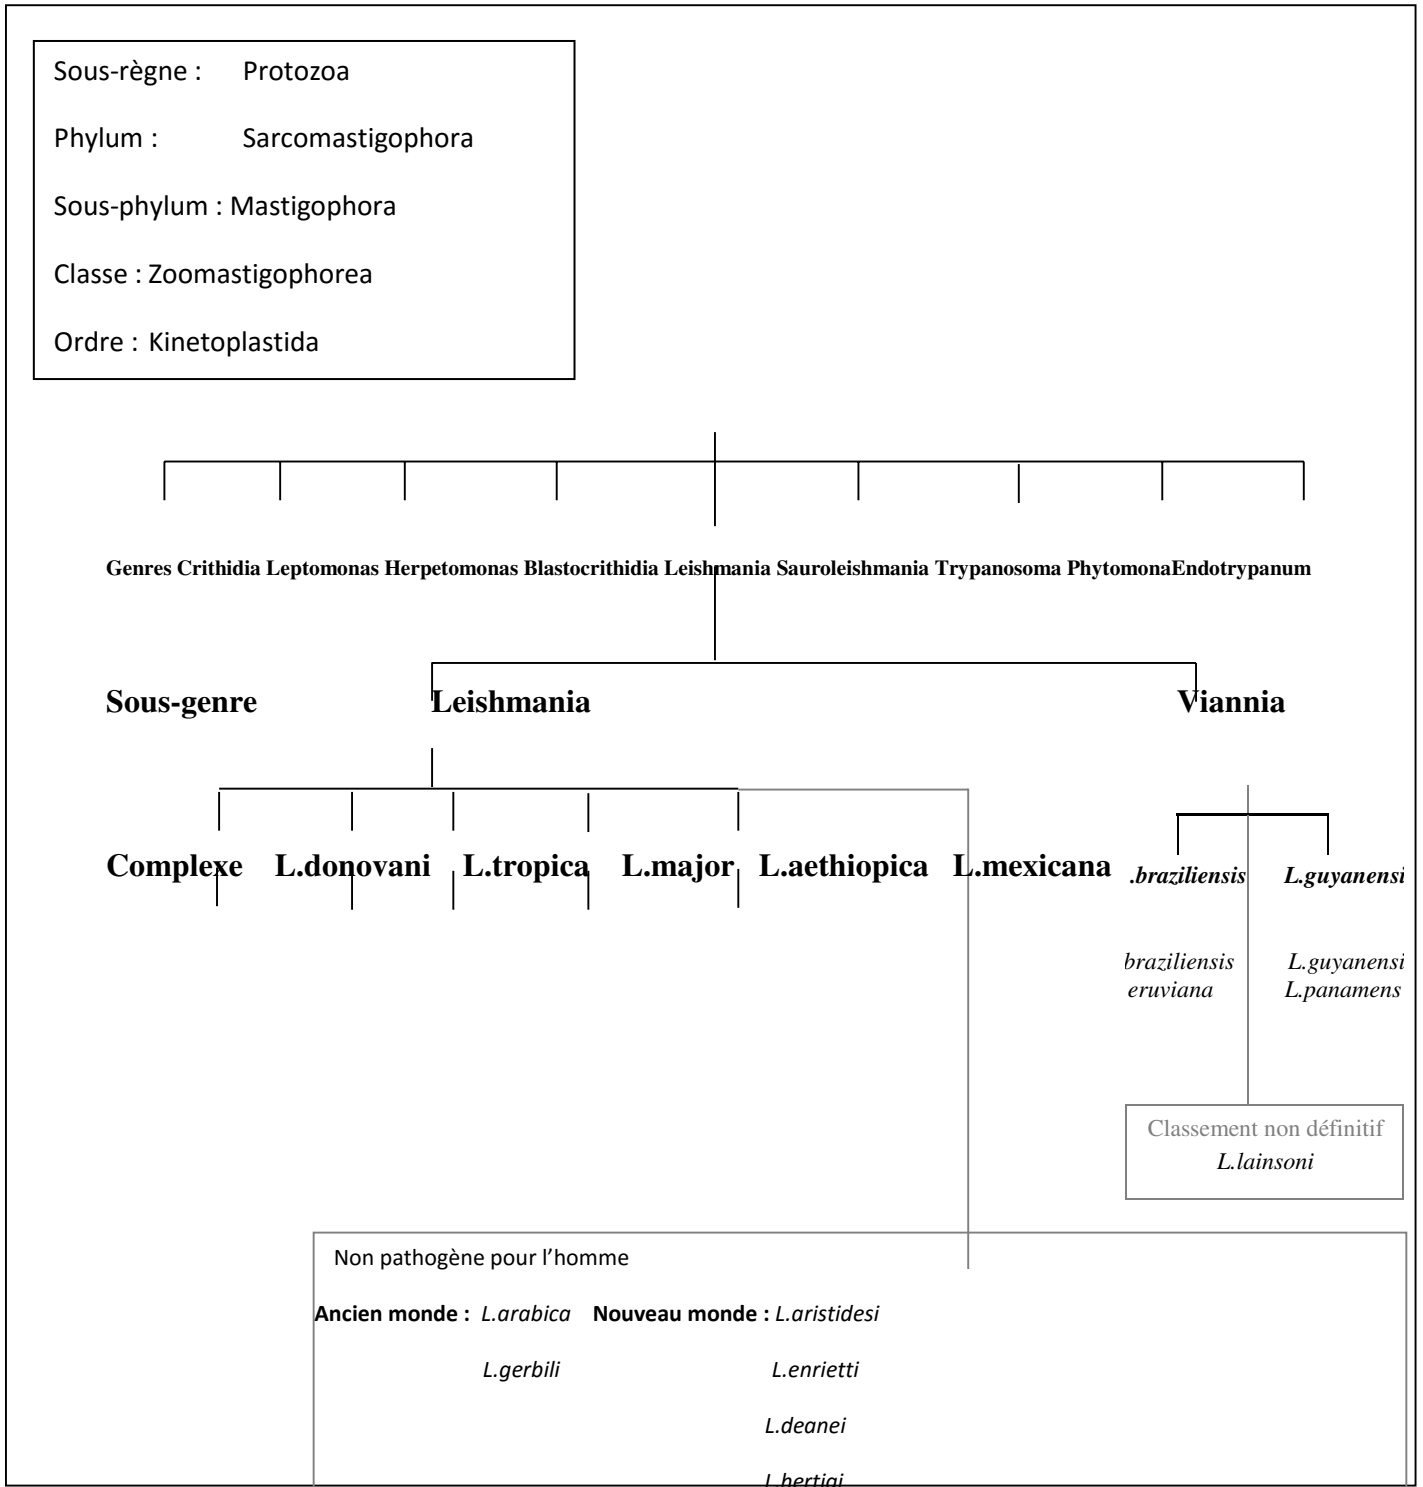 Sous-règne : Protozoa
Phylum : Sarcomastigophora
Sous-phylum : Mastigophora
Classe : Zoomastigophorea
Ordre : Kinetoplastida
Genres Crithidia Leptomonas Herpetomonas Blastocrithidia Leishmania Sauroleishmania Trypanosoma PhytomonaEndotrypanum
Sous-genre Leishmania Viannia
Complexe L.donovani L.tropica L.major L.aethiopica L.mexicana .braziliensis L.guyanensi
braziliensis L.guyanensi
eruviana L.panamens
Classement non définitif
L.lainsoni
Non pathogène pour l’homme
Ancien monde : L.arabica Nouveau monde : L.aristidesi
L.gerbili L.enrietti
L.deanei
L.hertigi